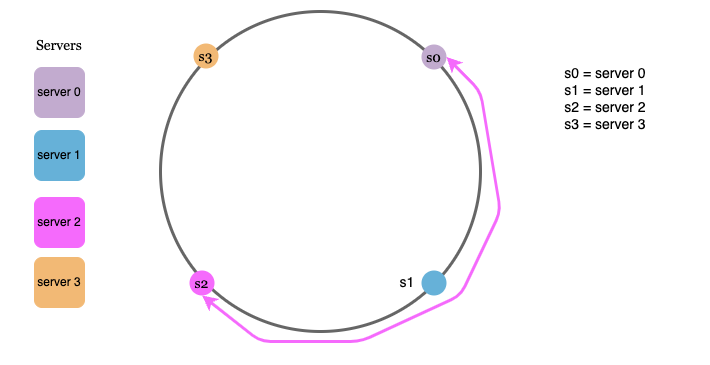 Servers
server 0
server 1
server 2
server 3
s3
s0
s2
s1
s0 = server 0
s1 = server 1
s2 = server 2
s3 = server 3